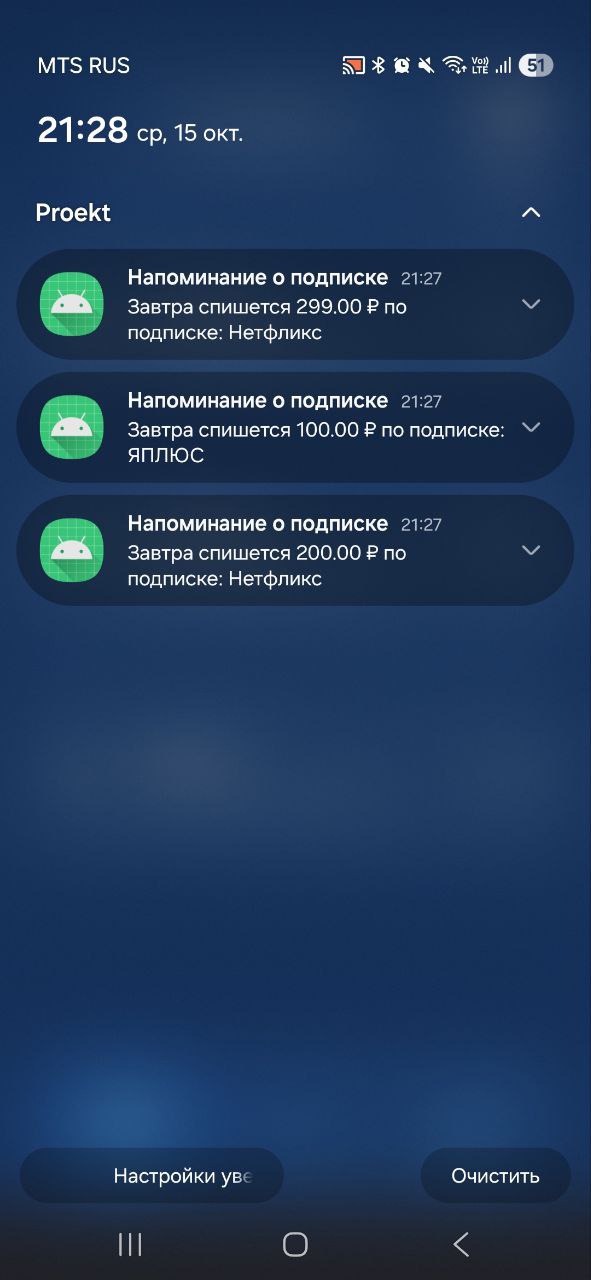 MTS RUS
Vo))
LTE
51
21:28 ср, 15 окт.
Proekt
Напоминание о подписке 21:27
Завтра спишется 299.00 ₽ по
подписке: Нетфликс
Напоминание о подписке 21:27
Завтра спишется 100.00 ₽ по подписке:
ЯПЛЮС
Напоминание о подписке 21:27
Завтра спишется 200.00 ₽ по
подписке: Нетфликс
Настройки уве
Очистить